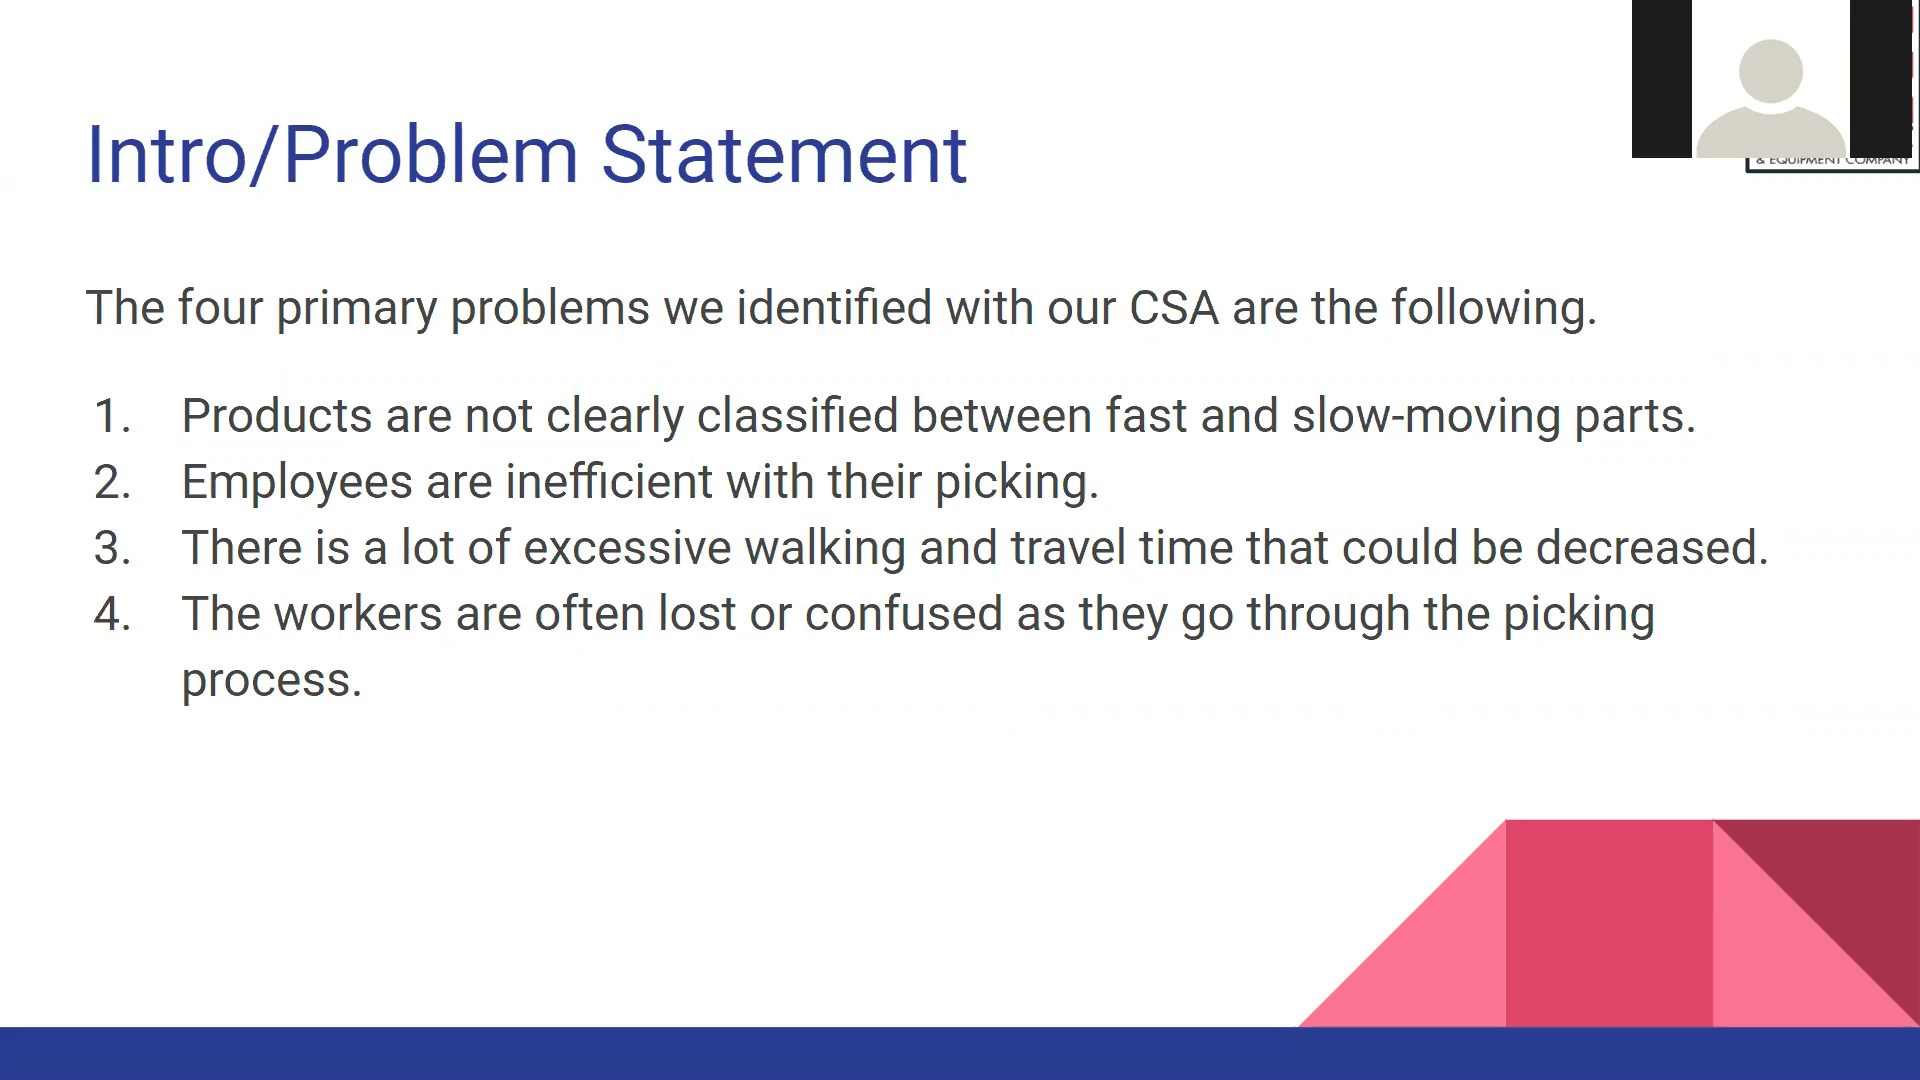 Intro/Problem Statement
& EQUIPMENT COMPANY
The four primary problems we identified with our CSA are the following.
1. Products are not clearly classified between fast and slow-moving parts.
2. Employees are inefficient with their picking.
3. There is a lot of excessive walking and travel time that could be decreased.
4. The workers are often lost or confused as they go through the picking
process.